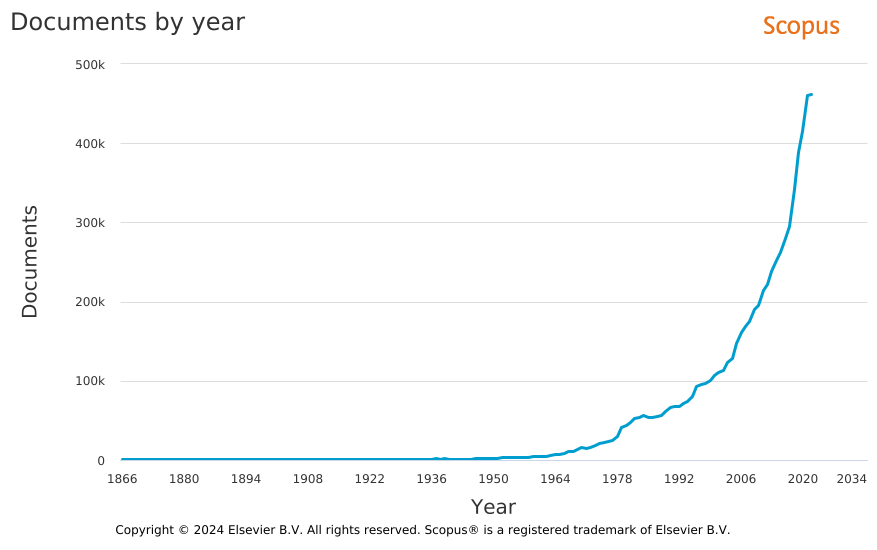 Documents by year
Scopus
500k
400k
300k
200k
100k
0
Documents
1866 1880 1894 1908 1922 1936 1950 1964 1978 1992 2006 2020 2034
Year
Copyright © 2024 Elsevier B.V. All rights reserved. Scopus® is a registered trademark of Elsevier B.V.